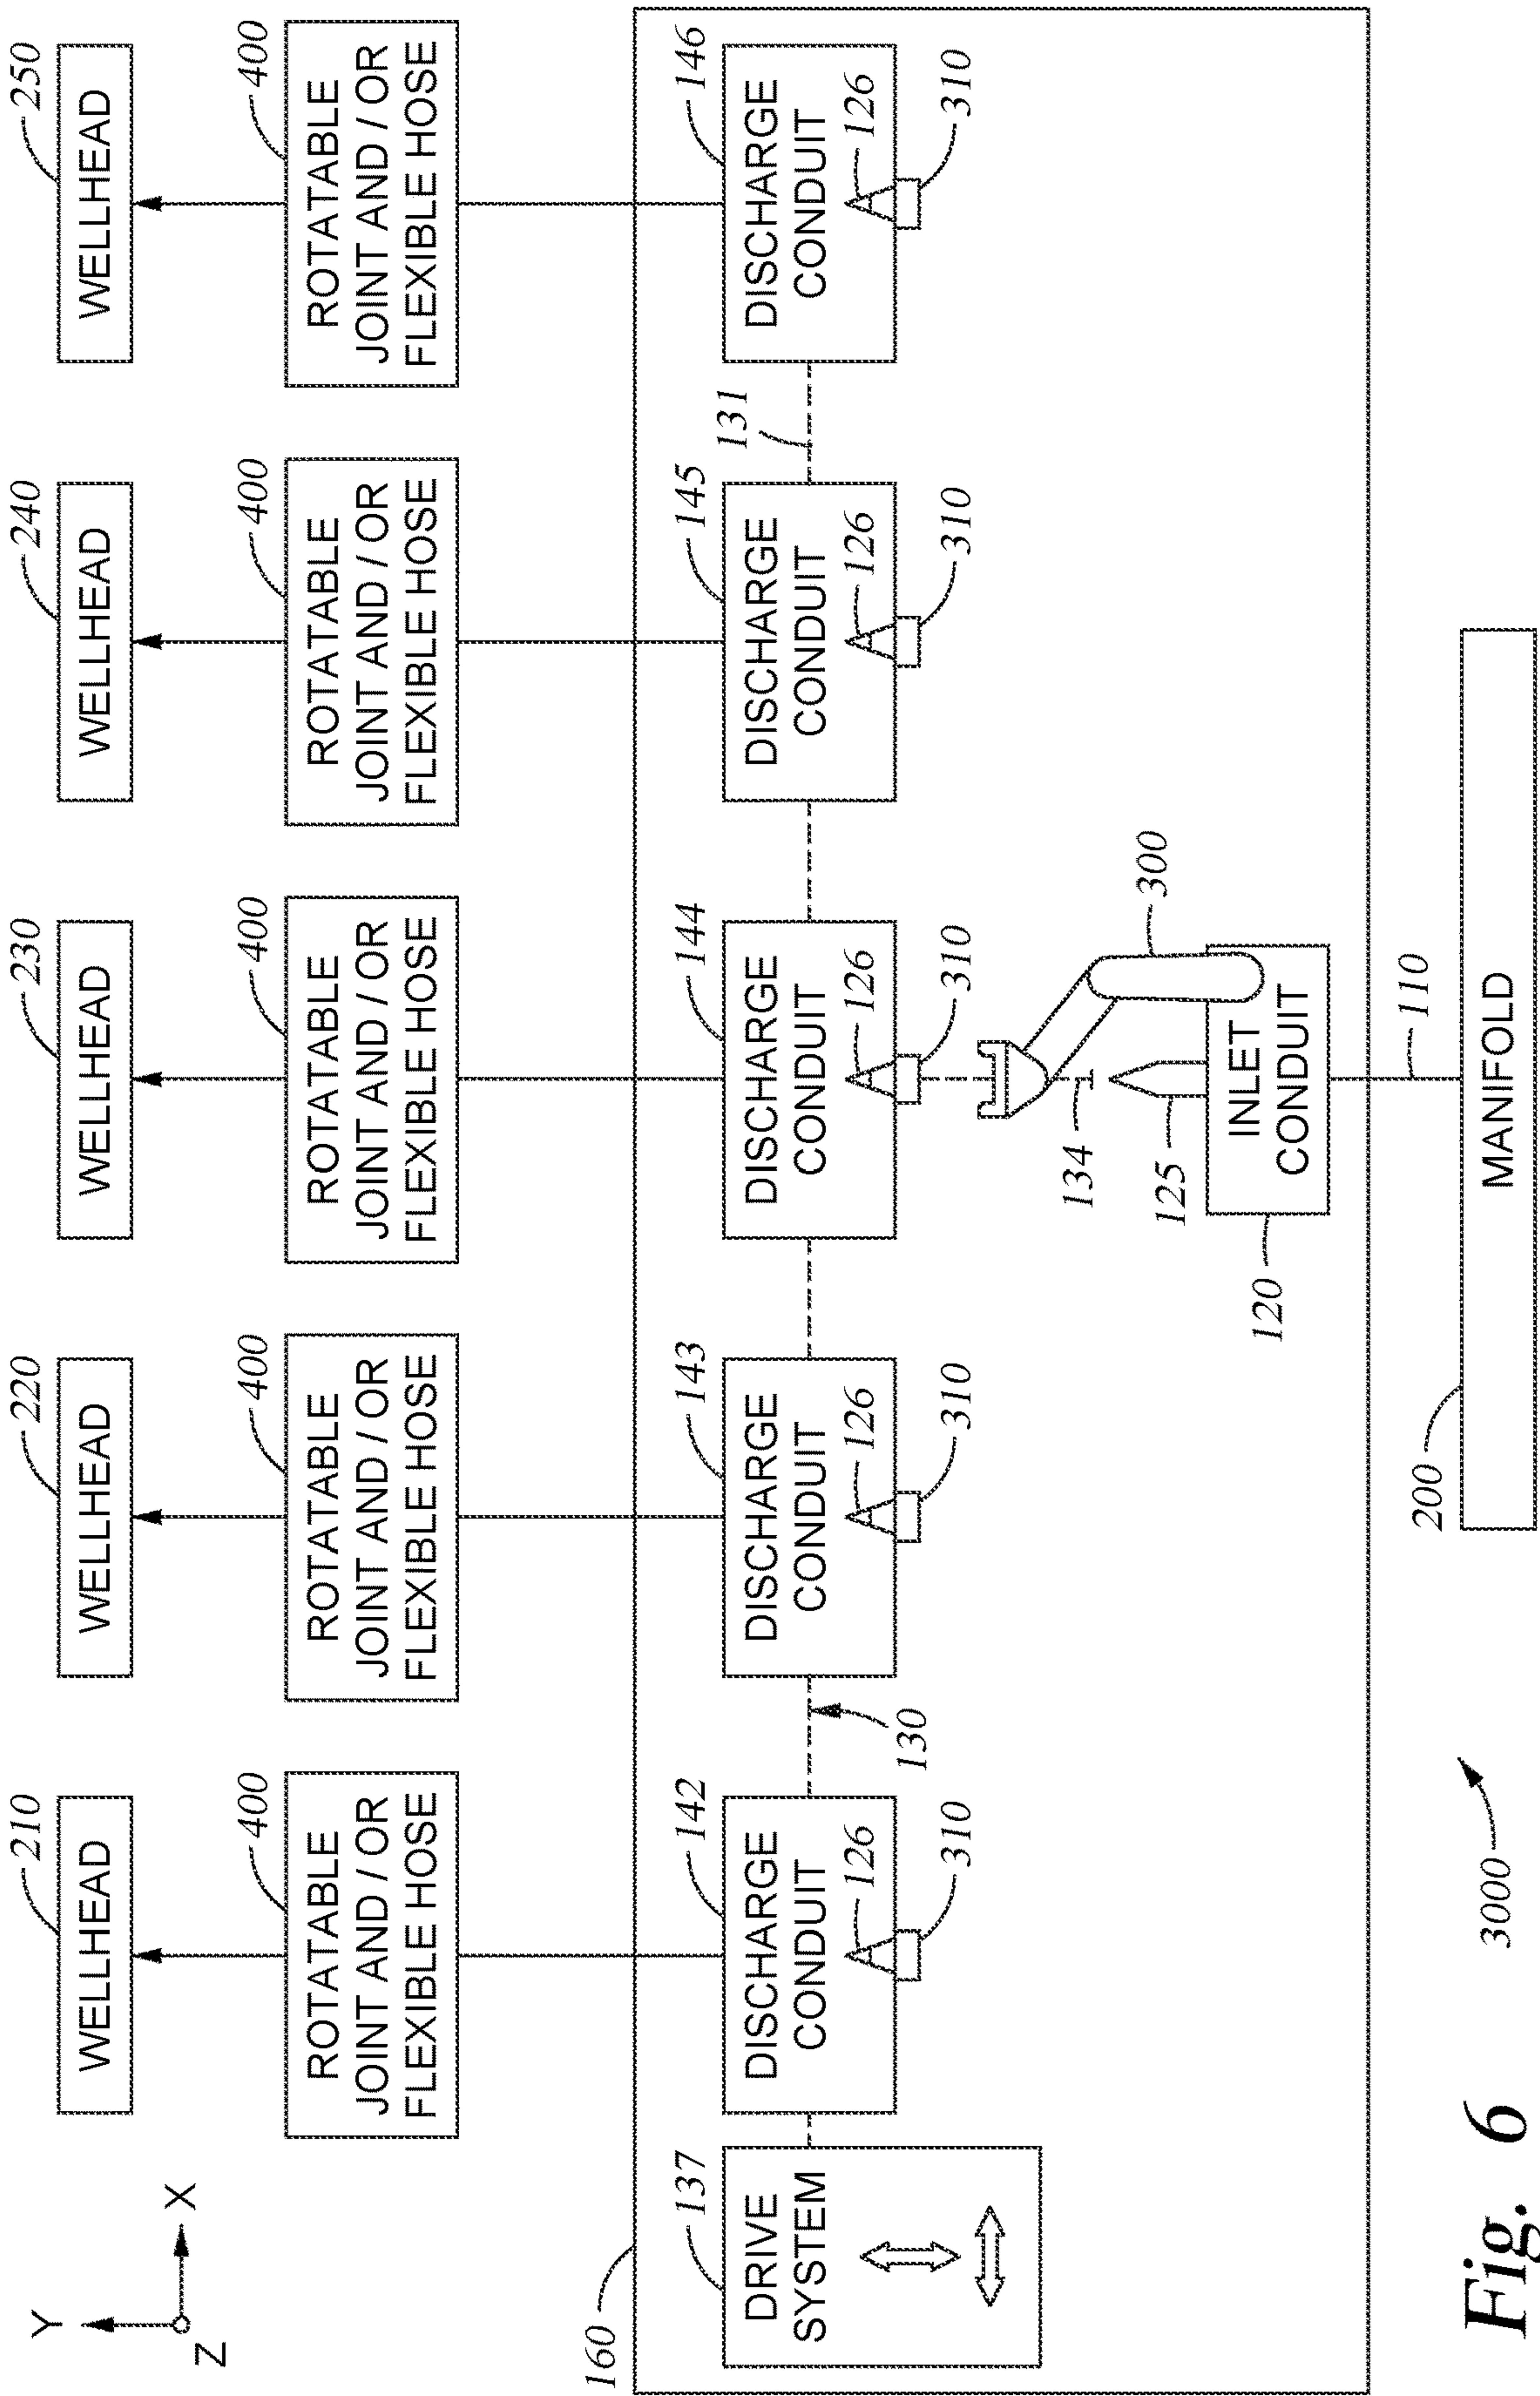 210
WELLHEAD
220
WELLHEAD
230
WELLHEAD
240
WELLHEAD
250
WELLHEAD
Y
X
Z
400
ROTATABLE
JOINT AND / OR
FLEXIBLE HOSE
400
ROTATABLE
JOINT AND / OR
FLEXIBLE HOSE
400
ROTATABLE
JOINT AND / OR
FLEXIBLE HOSE
400
ROTATABLE
JOINT AND / OR
FLEXIBLE HOSE
400
ROTATABLE
JOINT AND / OR
FLEXIBLE HOSE
160
137
DRIVE
SYSTEM
142
DISCHARGE
CONDUIT
126
310
130
143
DISCHARGE
CONDUIT
126
310
144
DISCHARGE
CONDUIT
126
310
145
DISCHARGE
CONDUIT
126
310
131
146
DISCHARGE
CONDUIT
126
310
134
300
125
120
INLET
CONDUIT
110
200
MANIFOLD
3000
Fig. 6